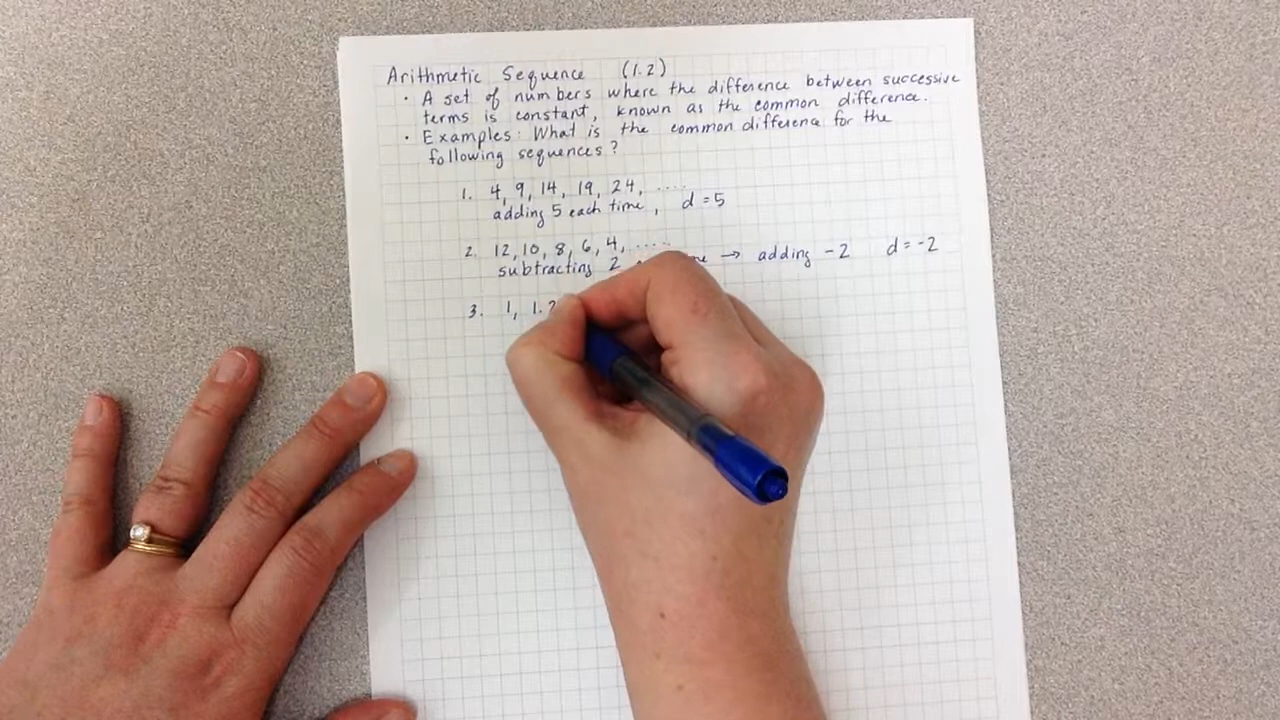 Arithmetic Sequence (1.2)
• A set of numbers where the difference between successive
terms is constant, known as the common difference.
• Examples: What is the common difference for the
following sequences?
1. 4, 9, 14, 19, 24, .....
adding 5 each time, d = 5
2. 12, 10, 8, 6, 4, .....
subtracting 2 → adding -2 d = -2
3. 1, 1.2